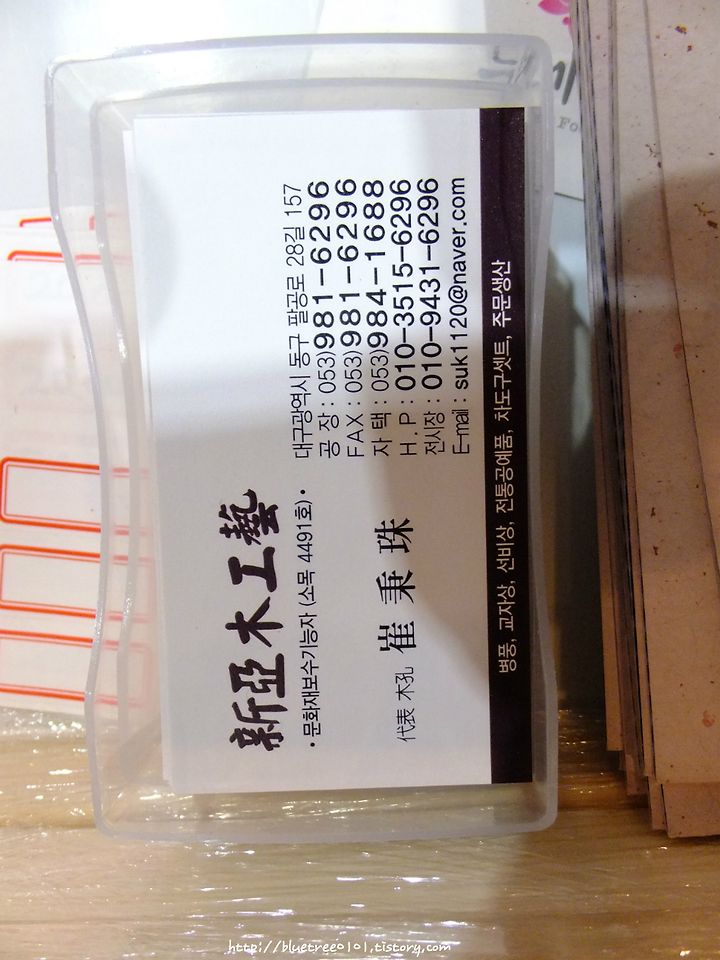 新亞木工藝
•문화재보수기능자 (소목 4491호)•
代表 木孔 崔秉珠
대구광역시 동구 팔공로 28길 157
공 장 : 053)981-6296
FAX : 053)981-6296
자 택 : 053)984-1688
H . P : 010-3515-6296
전시장 : 010-9431-6296
E-mail : suk1120@naver.com
병풍, 교자상, 선비상, 전통공예품, 차도구셋트, 주문생산
http://bluetree0101.tistory.com